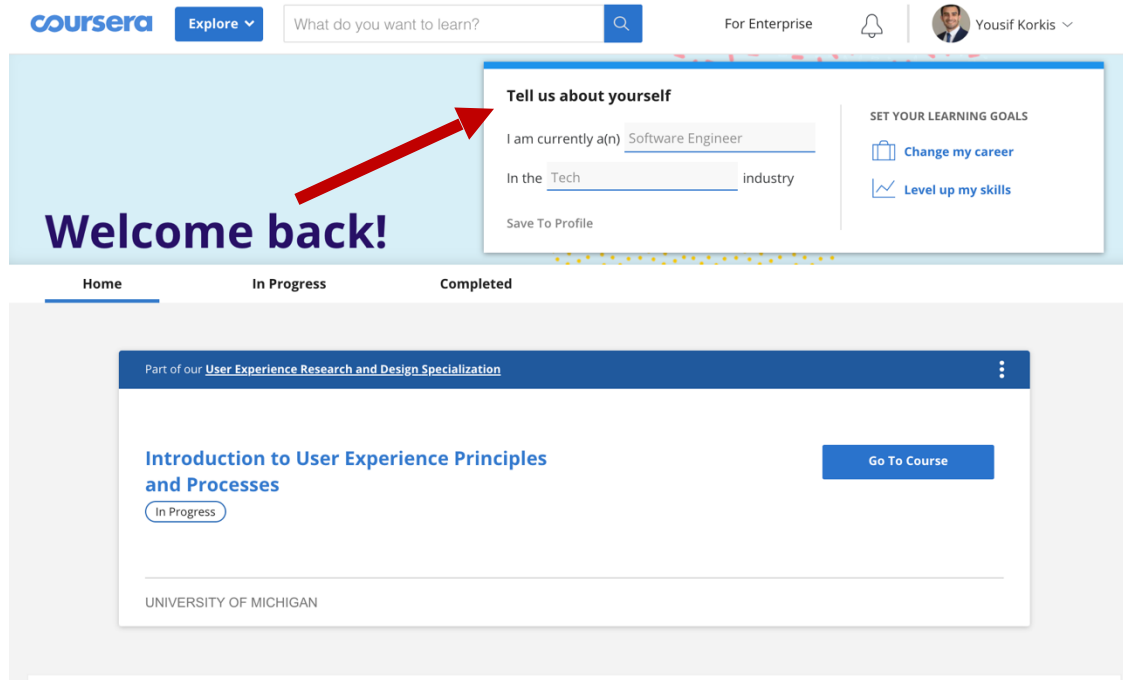 coursera
Explore
What do you want to learn?
For Enterprise
Yousif Korkis
Tell us about yourself
I am currently a(n) Software Engineer
In the Tech industry
Save To Profile
SET YOUR LEARNING GOALS
Change my career
Level up my skills
Welcome back!
Home
In Progress
Completed
Part of our User Experience Research and Design Specialization
Introduction to User Experience Principles
and Processes
In Progress
Go To Course
UNIVERSITY OF MICHIGAN